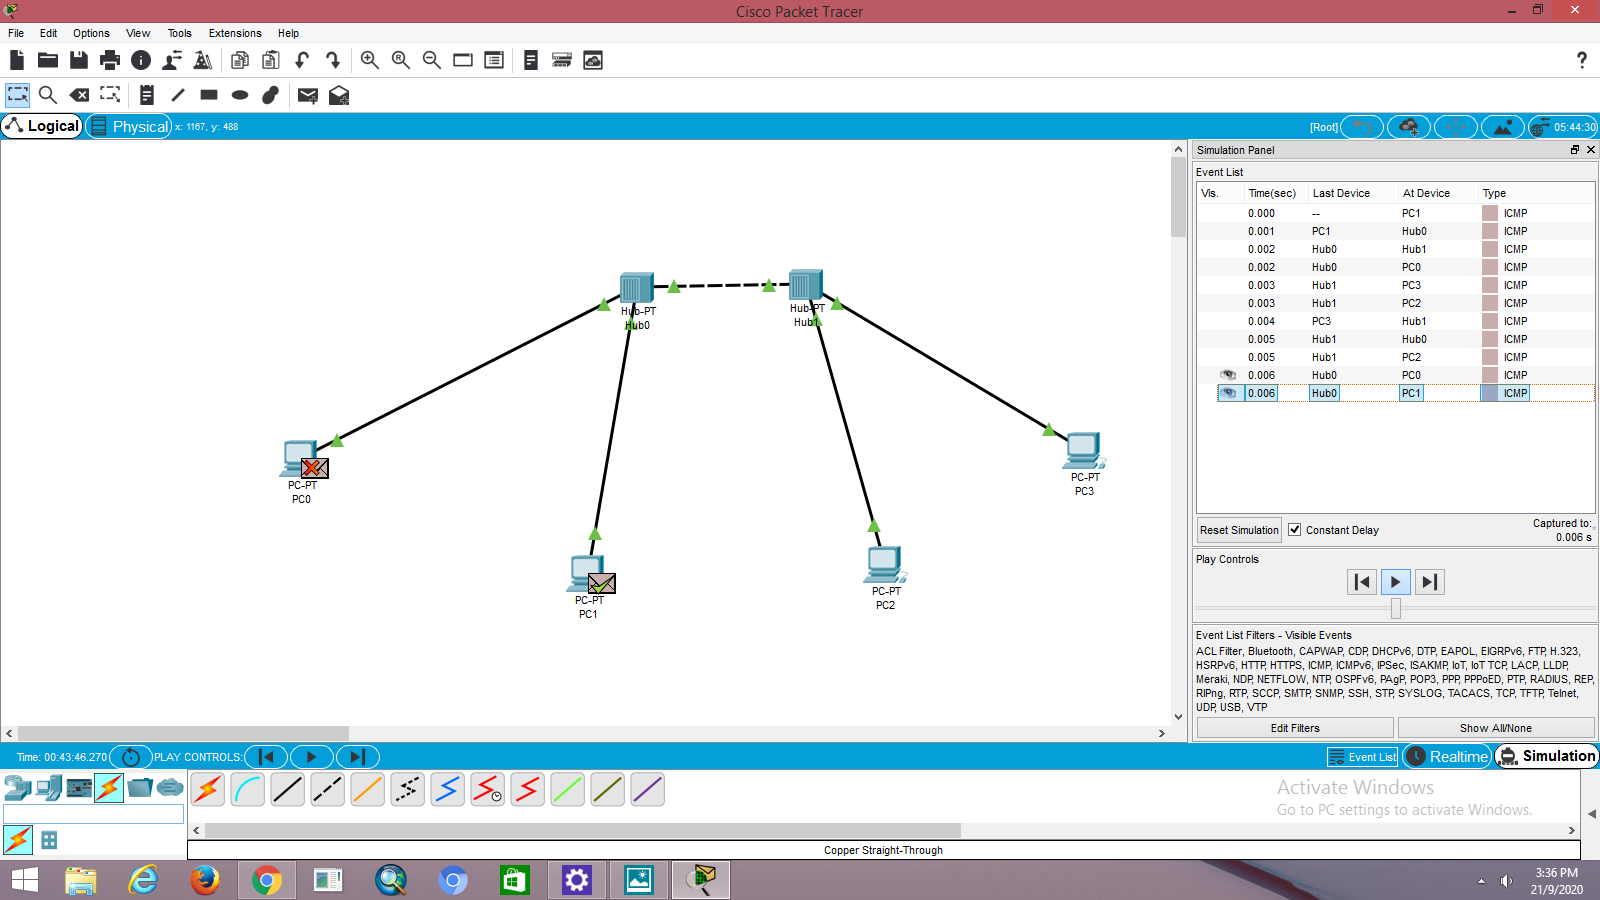 Cisco Packet Tracer
File Edit Options View Tools Extensions Help
?
Logical Physical x: 1167, y: 488 [Root] 05:44:30
Simulation Panel
Event List
Vis. Time(sec) Last Device At Device Type
0.000 -- PC1 ICMP
0.001 PC1 Hub0 ICMP
0.002 Hub0 Hub1 ICMP
0.002 Hub0 PC0 ICMP
0.003 Hub1 PC3 ICMP
0.003 Hub1 PC2 ICMP
0.004 PC3 Hub1 ICMP
0.005 Hub1 Hub0 ICMP
0.005 Hub1 PC2 ICMP
0.006 Hub0 PC0 ICMP
0.006 Hub0 PC1 ICMP
Hub-PT
Hub0
Hub-PT
Hub1
PC-PT
PC0
PC-PT
PC1
PC-PT
PC2
PC-PT
PC3
Reset Simulation Constant Delay Captured to:
0.006 s
Play Controls
Event List Filters - Visible Events
ACL Filter, Bluetooth, CAPWAP, CDP, DHCPv6, DTP, EAPOL, EIGRPv6, FTP, H.323,
HSRPv6, HTTP, HTTPS, ICMP, ICMPv6, IPSec, ISAKMP, IoT, IoT TCP, LACP, LLDP,
Meraki, NDP, NETFLOW, NTP, OSPFv6, PAgP, POP3, PPP, PPPoED, PTP, RADIUS, REP,
RIPng, RTP, SCCP, SMTP, SNMP, SSH, STP, SYSLOG, TACACS, TCP, TFTP, Telnet,
UDP, USB, VTP
Edit Filters Show All/None
Time: 00:43:46.270 PLAY CONTROLS: Event List Realtime Simulation
Activate Windows
Go to PC settings to activate Windows.
Copper Straight-Through
3:36 PM
21/9/2020